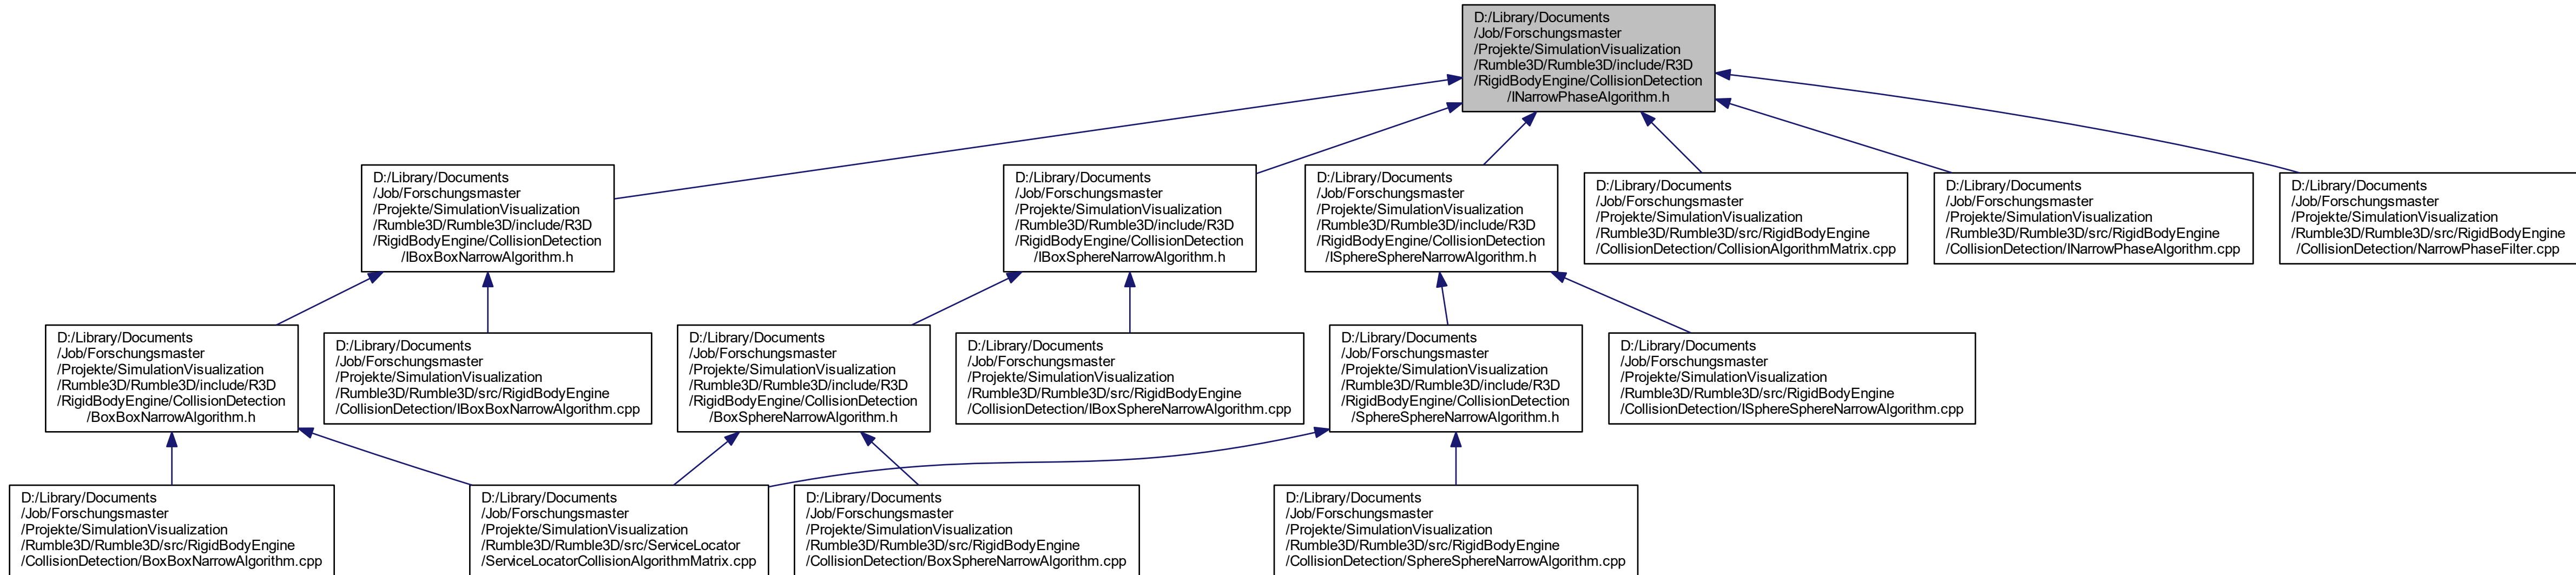 D:/Library/Documents
/Job/Forschungsmaster
/Projekte/SimulationVisualization
/Rumble3D/Rumble3D/include/R3D
/RigidBodyEngine/CollisionDetection
/INarrowPhaseAlgorithm.h
D:/Library/Documents
/Job/Forschungsmaster
/Projekte/SimulationVisualization
/Rumble3D/Rumble3D/include/R3D
/RigidBodyEngine/CollisionDetection
/IBoxBoxNarrowAlgorithm.h
D:/Library/Documents
/Job/Forschungsmaster
/Projekte/SimulationVisualization
/Rumble3D/Rumble3D/include/R3D
/RigidBodyEngine/CollisionDetection
/IBoxSphereNarrowAlgorithm.h
D:/Library/Documents
/Job/Forschungsmaster
/Projekte/SimulationVisualization
/Rumble3D/Rumble3D/include/R3D
/RigidBodyEngine/CollisionDetection
/ISphereSphereNarrowAlgorithm.h
D:/Library/Documents
/Job/Forschungsmaster
/Projekte/SimulationVisualization
/Rumble3D/Rumble3D/src/RigidBodyEngine
/CollisionDetection/CollisionAlgorithmMatrix.cpp
D:/Library/Documents
/Job/Forschungsmaster
/Projekte/SimulationVisualization
/Rumble3D/Rumble3D/src/RigidBodyEngine
/CollisionDetection/INarrowPhaseAlgorithm.cpp
D:/Library/Documents
/Job/Forschungsmaster
/Projekte/SimulationVisualization
/Rumble3D/Rumble3D/src/RigidBodyEngine
/CollisionDetection/NarrowPhaseFilter.cpp
D:/Library/Documents
/Job/Forschungsmaster
/Projekte/SimulationVisualization
/Rumble3D/Rumble3D/include/R3D
/RigidBodyEngine/CollisionDetection
/BoxBoxNarrowAlgorithm.h
D:/Library/Documents
/Job/Forschungsmaster
/Projekte/SimulationVisualization
/Rumble3D/Rumble3D/src/RigidBodyEngine
/CollisionDetection/IBoxBoxNarrowAlgorithm.cpp
D:/Library/Documents
/Job/Forschungsmaster
/Projekte/SimulationVisualization
/Rumble3D/Rumble3D/include/R3D
/RigidBodyEngine/CollisionDetection
/BoxSphereNarrowAlgorithm.h
D:/Library/Documents
/Job/Forschungsmaster
/Projekte/SimulationVisualization
/Rumble3D/Rumble3D/src/RigidBodyEngine
/CollisionDetection/IBoxSphereNarrowAlgorithm.cpp
D:/Library/Documents
/Job/Forschungsmaster
/Projekte/SimulationVisualization
/Rumble3D/Rumble3D/include/R3D
/RigidBodyEngine/CollisionDetection
/SphereSphereNarrowAlgorithm.h
D:/Library/Documents
/Job/Forschungsmaster
/Projekte/SimulationVisualization
/Rumble3D/Rumble3D/src/RigidBodyEngine
/CollisionDetection/ISphereSphereNarrowAlgorithm.cpp
D:/Library/Documents
/Job/Forschungsmaster
/Projekte/SimulationVisualization
/Rumble3D/Rumble3D/src/RigidBodyEngine
/CollisionDetection/BoxBoxNarrowAlgorithm.cpp
D:/Library/Documents
/Job/Forschungsmaster
/Projekte/SimulationVisualization
/Rumble3D/Rumble3D/src/ServiceLocator
/ServiceLocatorCollisionAlgorithmMatrix.cpp
D:/Library/Documents
/Job/Forschungsmaster
/Projekte/SimulationVisualization
/Rumble3D/Rumble3D/src/RigidBodyEngine
/CollisionDetection/BoxSphereNarrowAlgorithm.cpp
D:/Library/Documents
/Job/Forschungsmaster
/Projekte/SimulationVisualization
/Rumble3D/Rumble3D/src/RigidBodyEngine
/CollisionDetection/SphereSphereNarrowAlgorithm.cpp